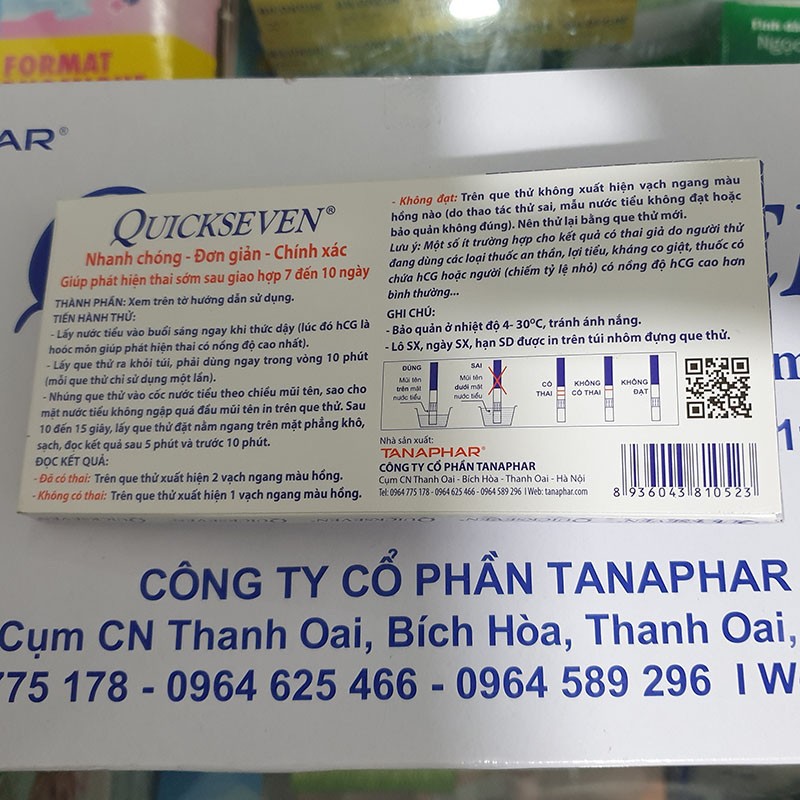 FORMAT
AR®
QUICKSEVEN®
Nhanh chóng - Đơn giản - Chính xác
Giúp phát hiện thai sớm sau giao hợp 7 đến 10 ngày
THÀNH PHẦN: Xem trên tờ hướng dẫn sử dụng.
TIẾN HÀNH THỬ:
- Lấy nước tiểu vào buổi sáng ngay khi thức dậy (lúc đó hCG là
hoóc môn giúp phát hiện thai có nồng độ cao nhất).
- Lấy que thử ra khỏi túi, phải dùng ngay trong vòng 10 phút
(mỗi que thử chỉ sử dụng một lần).
- Nhúng que thử vào cốc nước tiểu theo chiều mũi tên, sao cho
mặt nước tiểu không ngập quá đầu mũi tên in trên que thử. Sau
10 đến 15 giây, lấy que thử đặt nằm ngang trên mặt phẳng khô,
sạch, đọc kết quả sau 5 phút và trước 10 phút.
ĐỌC KẾT QUẢ:
- Đã có thai: Trên que thử xuất hiện 2 vạch ngang màu hồng.
- Không có thai: Trên que thử xuất hiện 1 vạch ngang màu hồng.
- Không đạt: Trên que thử không xuất hiện vạch ngang màu
hồng nào (do thao tác thử sai, mẫu nước tiểu không đạt hoặc
bảo quản không đúng). Nên thử lại bằng que thử mới.
Lưu ý: Một số ít trường hợp cho kết quả có thai giả do người thử
đang dùng các loại thuốc an thần, lợi tiểu, kháng co giật, thuốc có
chứa hCG hoặc người (chiếm tỷ lệ nhỏ) có nồng độ hCG cao hơn
bình thường...
GHI CHÚ:
- Bảo quản ở nhiệt độ 4- 30ºC, tránh ánh nắng.
- Lô SX, ngày SX, hạn SD được in trên túi nhôm đựng que thử.
ĐÚNG
Mũi tên
trên mặt
nước tiểu
SAI
Mũi tên
dưới mặt
nước tiểu
CÓ
THAI
KHÔNG
CÓ THAI
KHÔNG
ĐẠT
Nhà sản xuất:
TANAPHAR®
CÔNG TY CỔ PHẦN TANAPHAR
Cụm CN Thanh Oai - Bích Hòa - Thanh Oai - Hà Nội
Tel: 0964 775 178 - 0964 625 466 - 0964 589 296 I Web: tanaphar.com
8 936043 810523
CÔNG TY CỔ PHẦN TANAPHAR
Cụm CN Thanh Oai, Bích Hòa, Thanh Oai,
775 178 - 0964 625 466 - 0964 589 296 I W